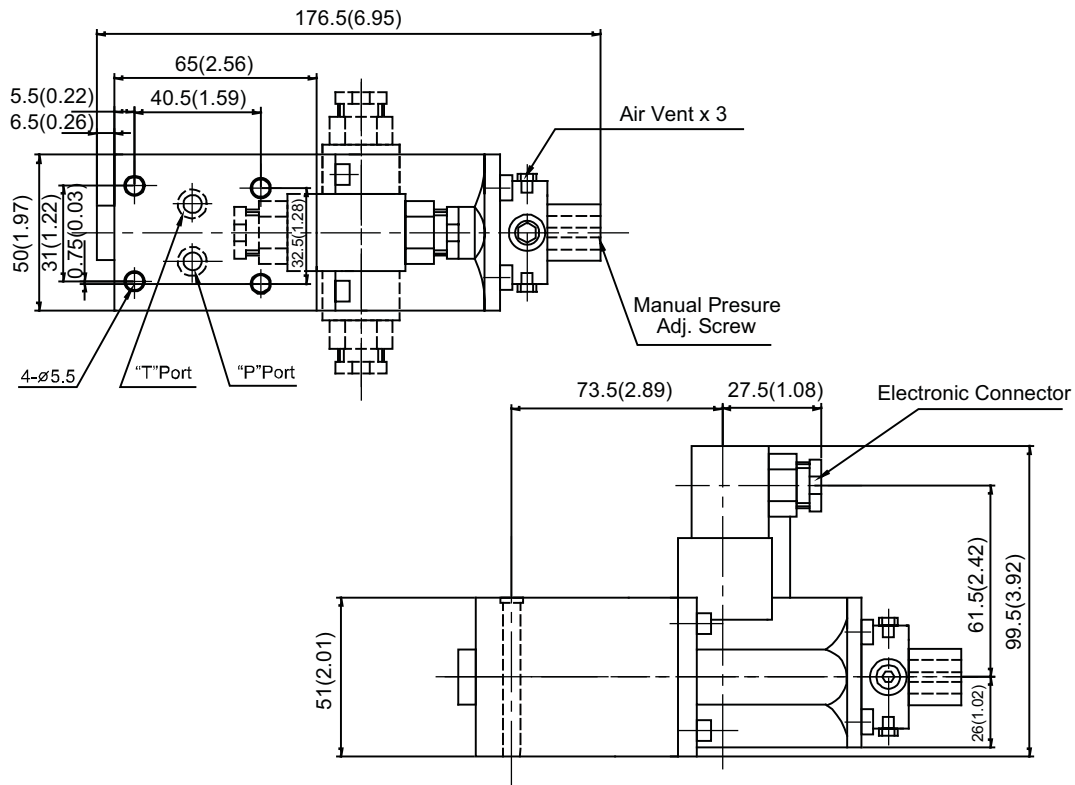 176.5(6.95)
65(2.56)
5.5(0.22)
40.5(1.59)
6.5(0.26)
Air Vent x 3
50(1.97)
31(1.22)
0.75(0.03)
32.5(1.28)
Manual Presure
Adj. Screw
4-ø5.5
“T”Port
“P”Port
73.5(2.89)
27.5(1.08)
Electronic Connector
61.5(2.42)
99.5(3.92)
51(2.01)
26(1.02)